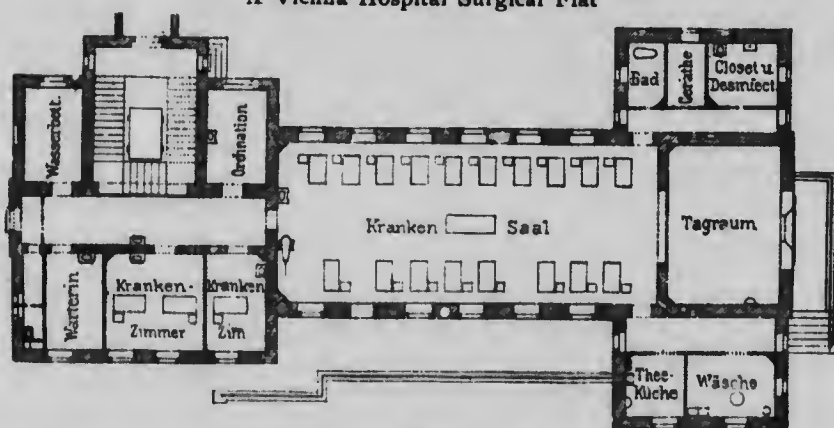 A Vienna Hospital Surgical Flat
Bad
Geräthe
Closet u.
Desinfect.
Wasserbett.
Ordination
Kranken Saal
Tagraum
Warterin
Kranken-
Zimmer
Kranken
Zim
Thee-
Küche
Wäsche